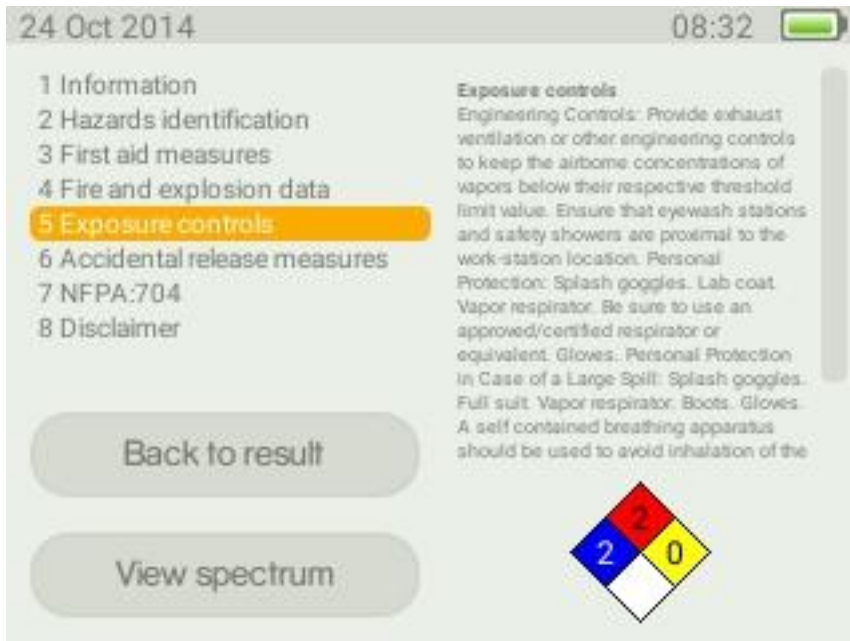 24 Oct 2014
08:32
1 Information
2 Hazards identification
3 First aid measures
4 Fire and explosion data
5 Exposure controls
6 Accidental release measures
7 NFPA:704
8 Disclaimer
Back to result
View spectrum
Exposure controls
Engineering Controls: Provide exhaust
ventilation or other engineering controls
to keep the airborne concentrations of
vapors below their respective threshold
limit value. Ensure that eyewash stations
and safety showers are proximal to the
work-station location. Personal
Protection: Splash goggles. Lab coat.
Vapor respirator. Be sure to use an
approved/certified respirator or
equivalent. Gloves. Personal Protection
in Case of a Large Spill: Splash goggles.
Full suit. Vapor respirator. Boots. Gloves.
A self contained breathing apparatus
should be used to avoid inhalation of the
2
2
0